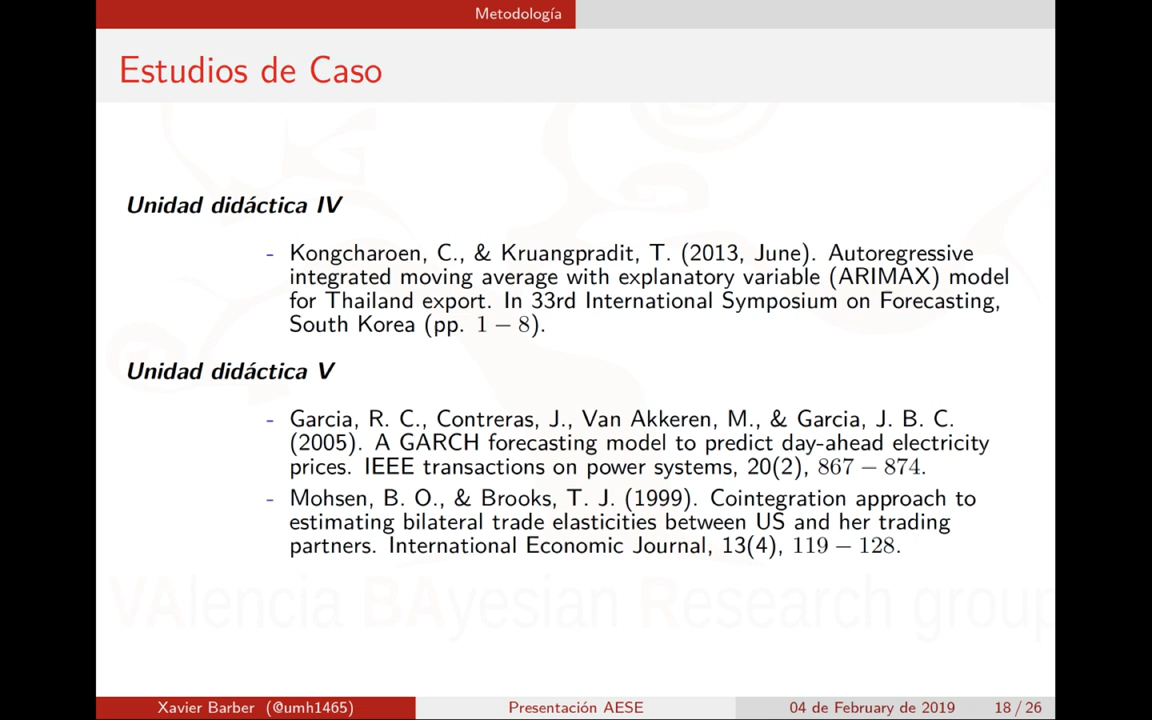 Metodología
Estudios de Caso
Unidad didáctica IV
- Kongcharoen, C., & Kruangpradit, T. (2013, June). Autoregressive
integrated moving average with explanatory variable (ARIMAX) model
for Thailand export. In 33rd International Symposium on Forecasting,
South Korea (pp. 1 – 8).
Unidad didáctica V
- Garcia, R. C., Contreras, J., Van Akkeren, M., & Garcia, J. B. C.
(2005). A GARCH forecasting model to predict day-ahead electricity
prices. IEEE transactions on power systems, 20(2), 867 – 874.
- Mohsen, B. O., & Brooks, T. J. (1999). Cointegration approach to
estimating bilateral trade elasticities between US and her trading
partners. International Economic Journal, 13(4), 119 – 128.
VAlencia BAyesian Research group
Xavier Barber (@umh1465) Presentación AESE 04 de February de 2019 18 / 26